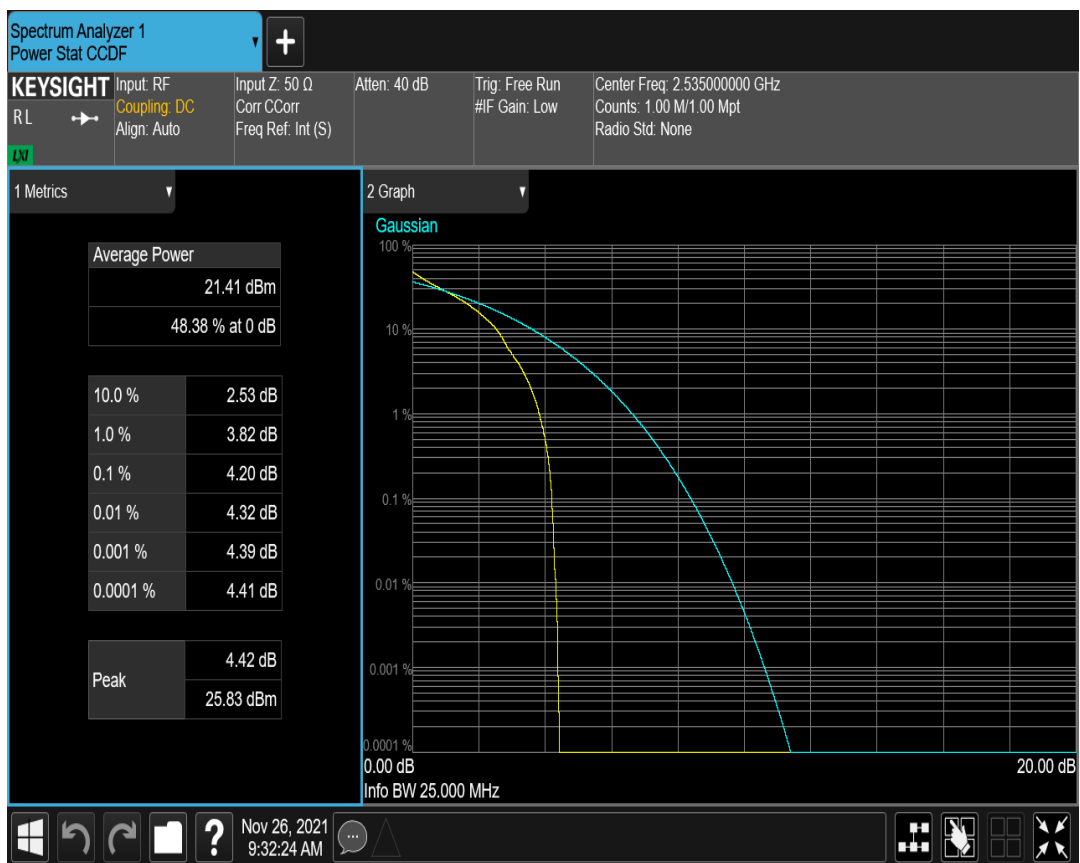 Spectrum Analyzer 1
Power Stat CCDF
+
KEYSIGHT
RL
LXI
Input: RF
Coupling: DC
Align: Auto
Input Z: 50 Ω
Corr CCorr
Freq Ref: Int (S)
Atten: 40 dB
Trig: Free Run
#IF Gain: Low
Center Freq: 2.535000000 GHz
Counts: 1.00 M/1.00 Mpt
Radio Std: None
1 Metrics
Average Power
21.41 dBm
48.38 % at 0 dB
10.0 % 2.53 dB
1.0 % 3.82 dB
0.1 % 4.20 dB
0.01 % 4.32 dB
0.001 % 4.39 dB
0.0001 % 4.41 dB
Peak
4.42 dB
25.83 dBm
2 Graph
Gaussian
100 %
10 %
1 %
0.1 %
0.01 %
0.001 %
0.0001 %
0.00 dB 20.00 dB
Info BW 25.000 MHz
?
Nov 26, 2021
9:32:24 AM